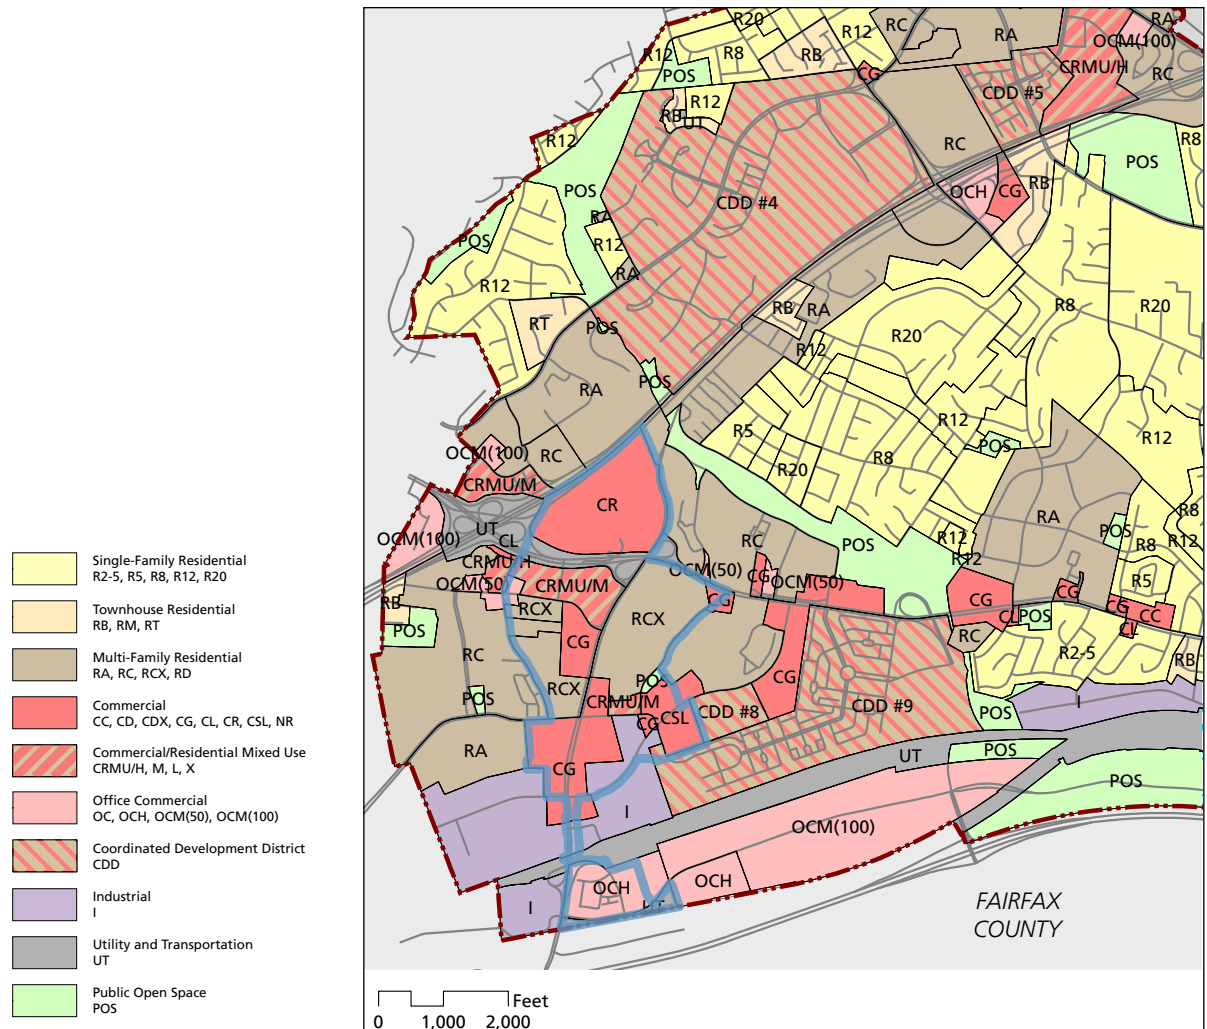 Single-Family Residential
R2-5, R5, R8, R12, R20
Townhouse Residential
RB, RM, RT
Multi-Family Residential
RA, RC, RCX, RD
Commercial
CC, CD, CDX, CG, CL, CR, CSL, NR
Commercial/Residential Mixed Use
CRMU/H, M, L, X
Office Commercial
OC, OCH, OCM(50), OCM(100)
Coordinated Development District
CDD
Industrial
I
Utility and Transportation
UT
Public Open Space
POS
R20
RC
RA
RA
R12
R8
RB
R12
OCM(100)
POS
CG
CRMU/H
RC
CDD #5
R12
RB
UT
R12
RC
POS
R8
POS
CDD #4
OCH
CG
RB
RA
R12
POS
RA
R12
RT
POS
RB
RA
R8
R20
R20
R12
RA
POS
R5
R12
POS
R12
R8
R20
OCM(100)
RC
CRMU/M
CR
RA
R8
UT
CL
OCM(100)
RC
POS
R12
R12
POS
R8
R12
CRMU/H
OCM(50)
CRMU/M
OCM(50)
CG
OCM(50)
R5
RB
RCX
CG
CG
CG
CG
POS
RCX
CL
POS
CC
CL
RC
CG
RC
R2-5
RB
POS
RCX
POS
CRMU/M
CG
CSL
CDD #8
CG
CDD #9
POS
I
RA
CG
UT
POS
POS
I
OCM(100)
OCH
OCH
I
UT
FAIRFAX
COUNTY
Feet
0 1,000 2,000